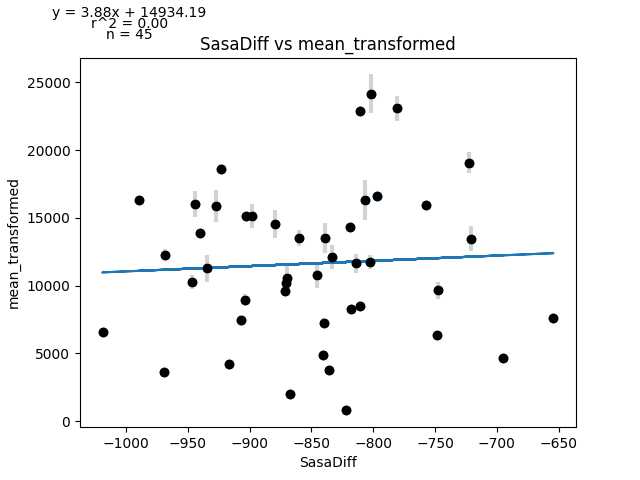 y = 3.88x + 14934.19
r^2 = 0.00
n = 45
SasaDiff vs mean_transformed
25000
20000
15000
10000
5000
0
mean_transformed
−1000 −950 −900 −850 −800 −750 −700 −650
SasaDiff